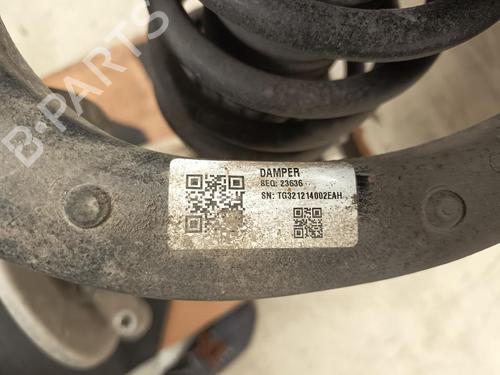 B-PARTS
DAMPER
SEQ: 23636
SN: TG321214002EAH